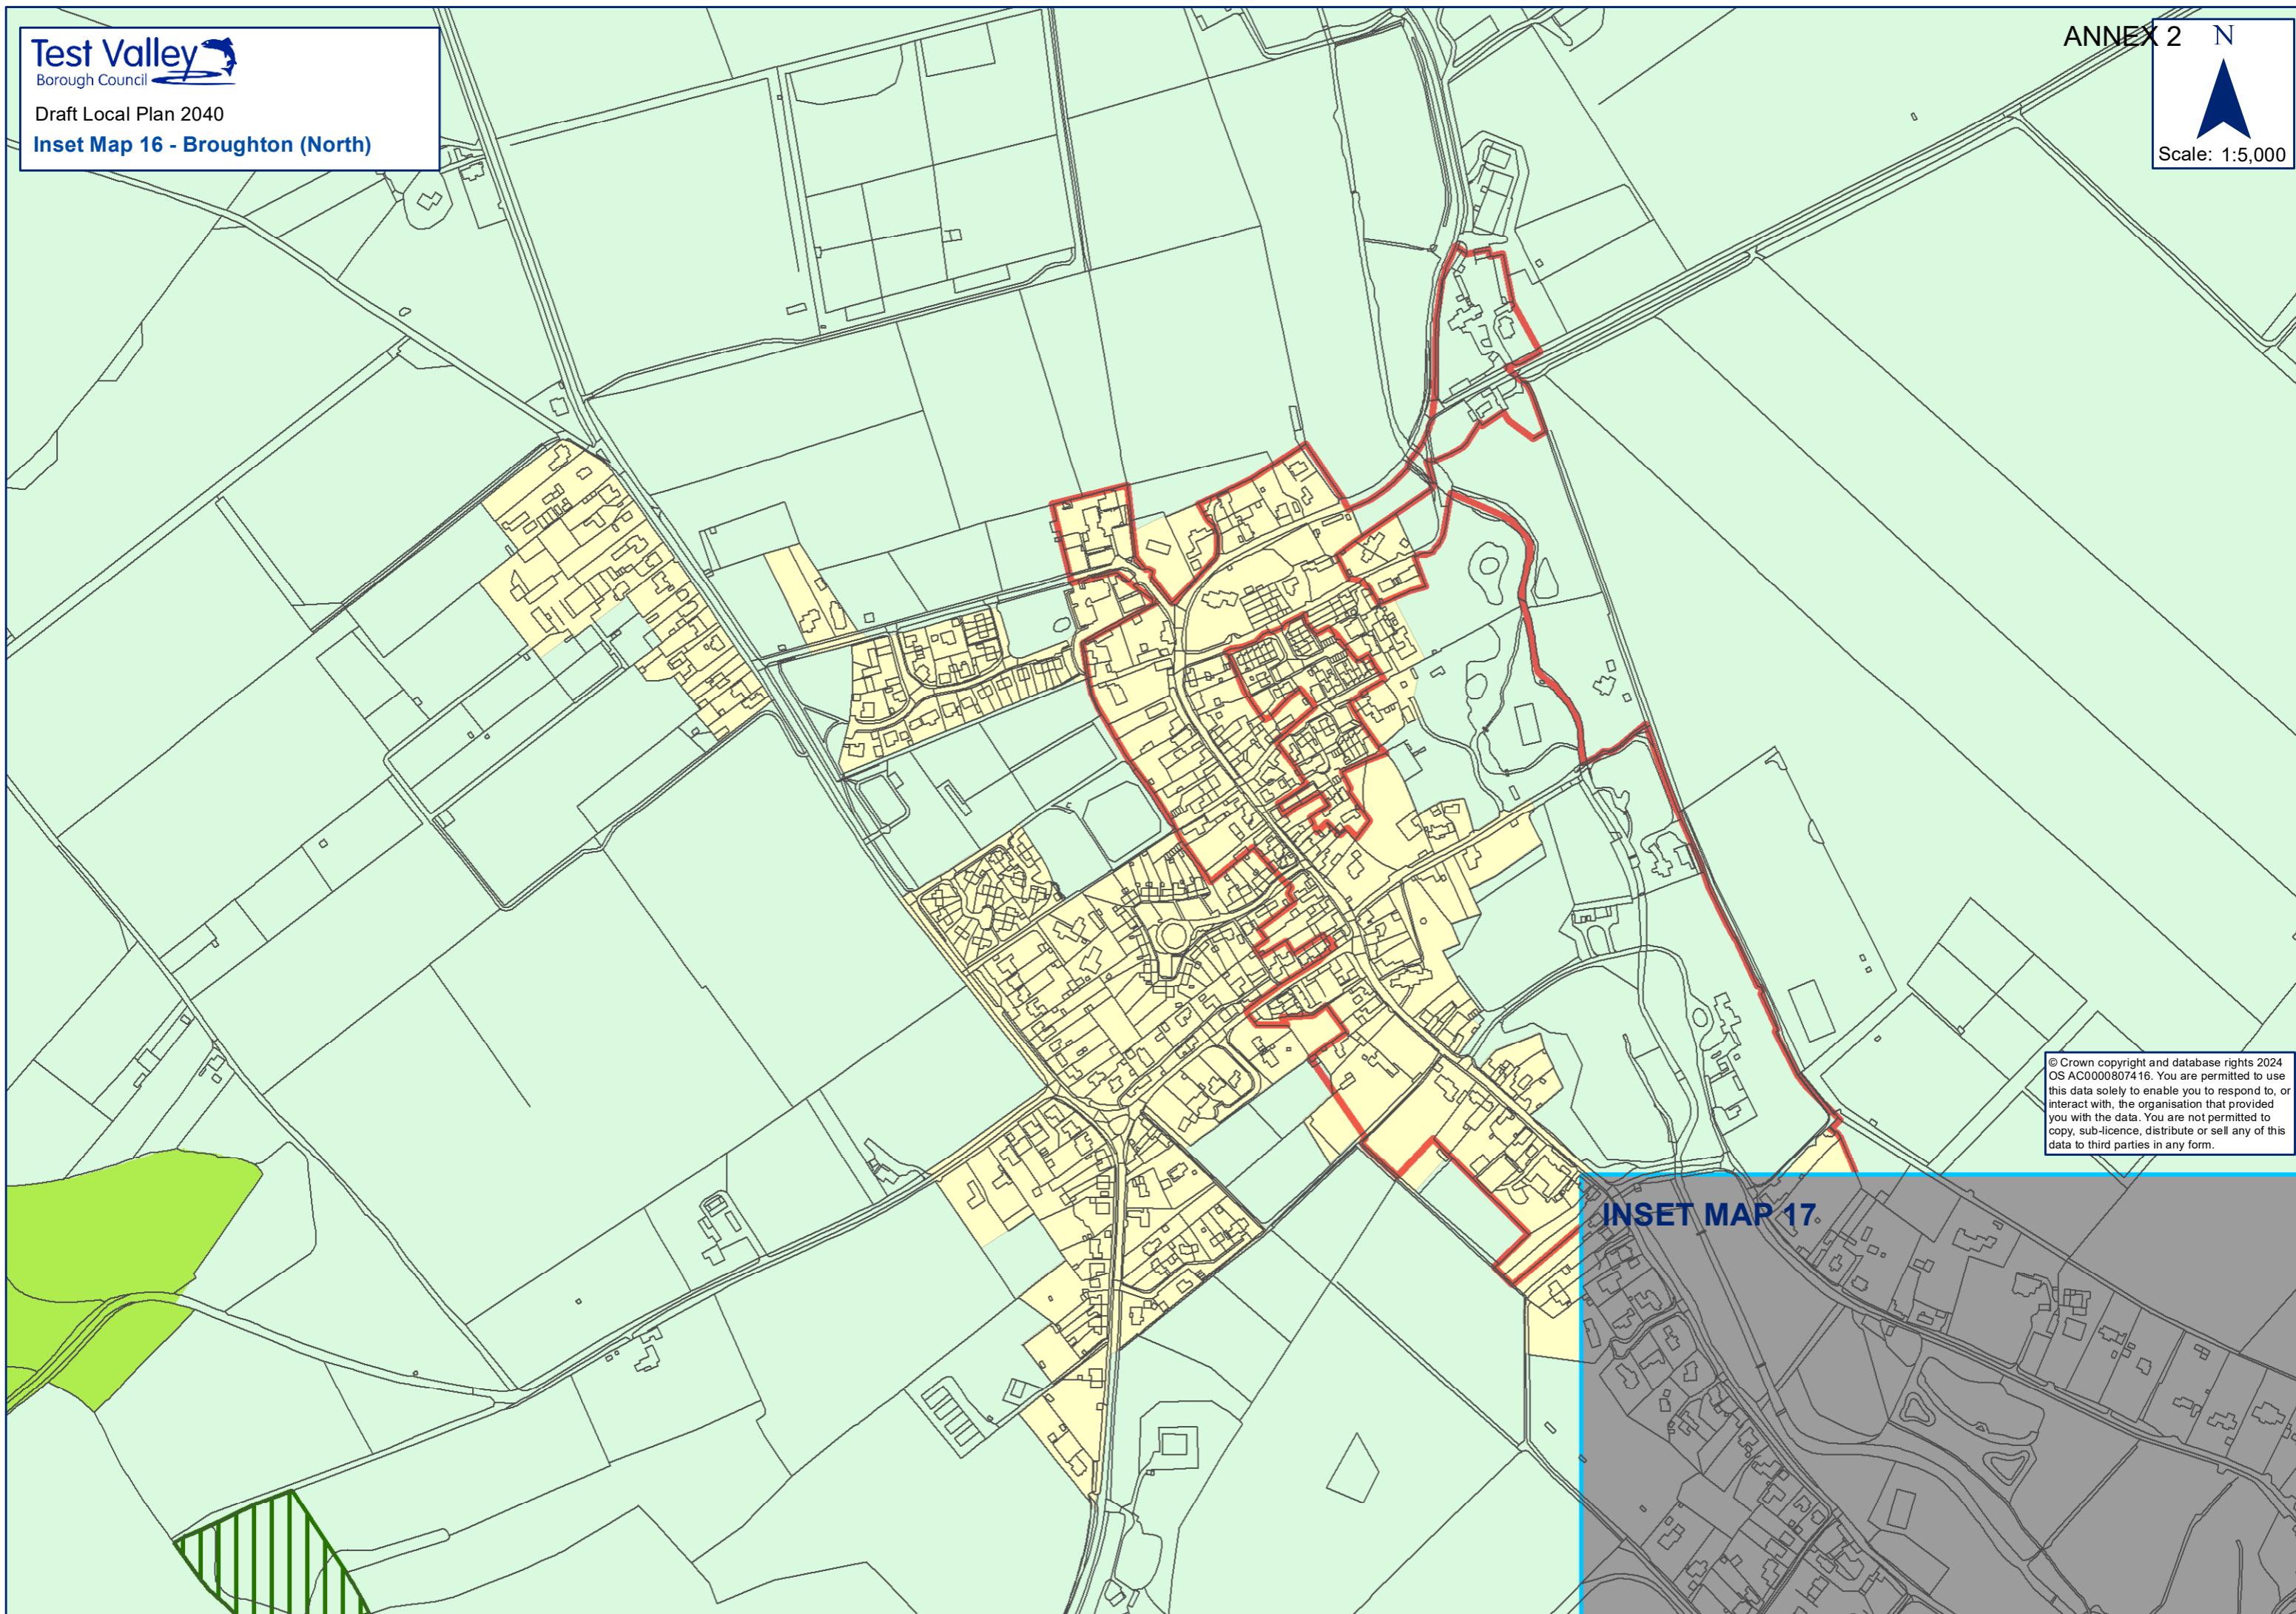 Test Valley
Borough Council
Draft Local Plan 2040
Inset Map 16 - Broughton (North)
ANNEX 2
N
Scale: 1:5,000
© Crown copyright and database rights 2024
OS AC0000807416. You are permitted to use
this data solely to enable you to respond to, or
interact with, the organisation that provided
you with the data. You are not permitted to
copy, sub-licence, distribute or sell any of this
data to third parties in any form.
INSET MAP 17